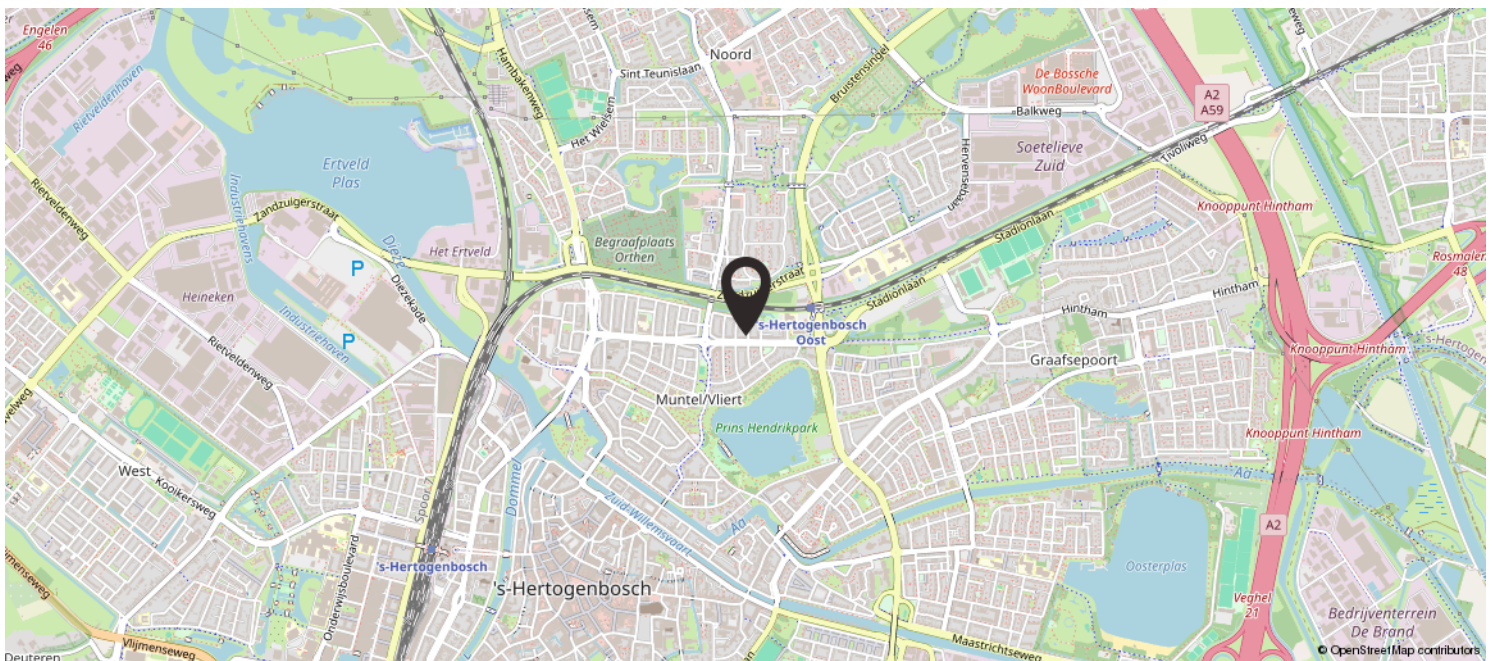 Engelen
46
Rietveldenhaven
Hambakenweg
Noord
Sint Teunislaan
Bruistensingel
De Bossche
WoonBoulevard
Balkweg
A2
A59
Het Wielsem
Ertveld
Plas
Hervensebaan
Soetelieve
Zuid
Tivoliweg
Rietveldenweg
Industriehavens
Zandzuigerstraat
Dieze
Diezekade
Het Ertveld
Begraafplaats
Orthen
Stadionlaan
Knooppunt Hintham
Rosmalen
48
P
Heineken
Industriehaven
P
Rietveldenweg
Stadionlaan
's-Hertogenbosch
Oost
Hintham
Hintham
Knooppunt Hintham
Graafsepoort
Muntel/Vliert
Prins Hendrikpark
Knooppunt Hintham
West
Kooikersweg
Spoor 7
Dommel
Zuid-Willemsvaart
Aa
Aa
A2
's-Hertogenbosch
Onderwijsboulevard
's-Hertogenbosch
Oosterplas
Veghel
21
Bedrijventerrein
De Brand
Maastrichtseweg
Vlijmenseweg
Deuteren
© OpenStreetMap contributors